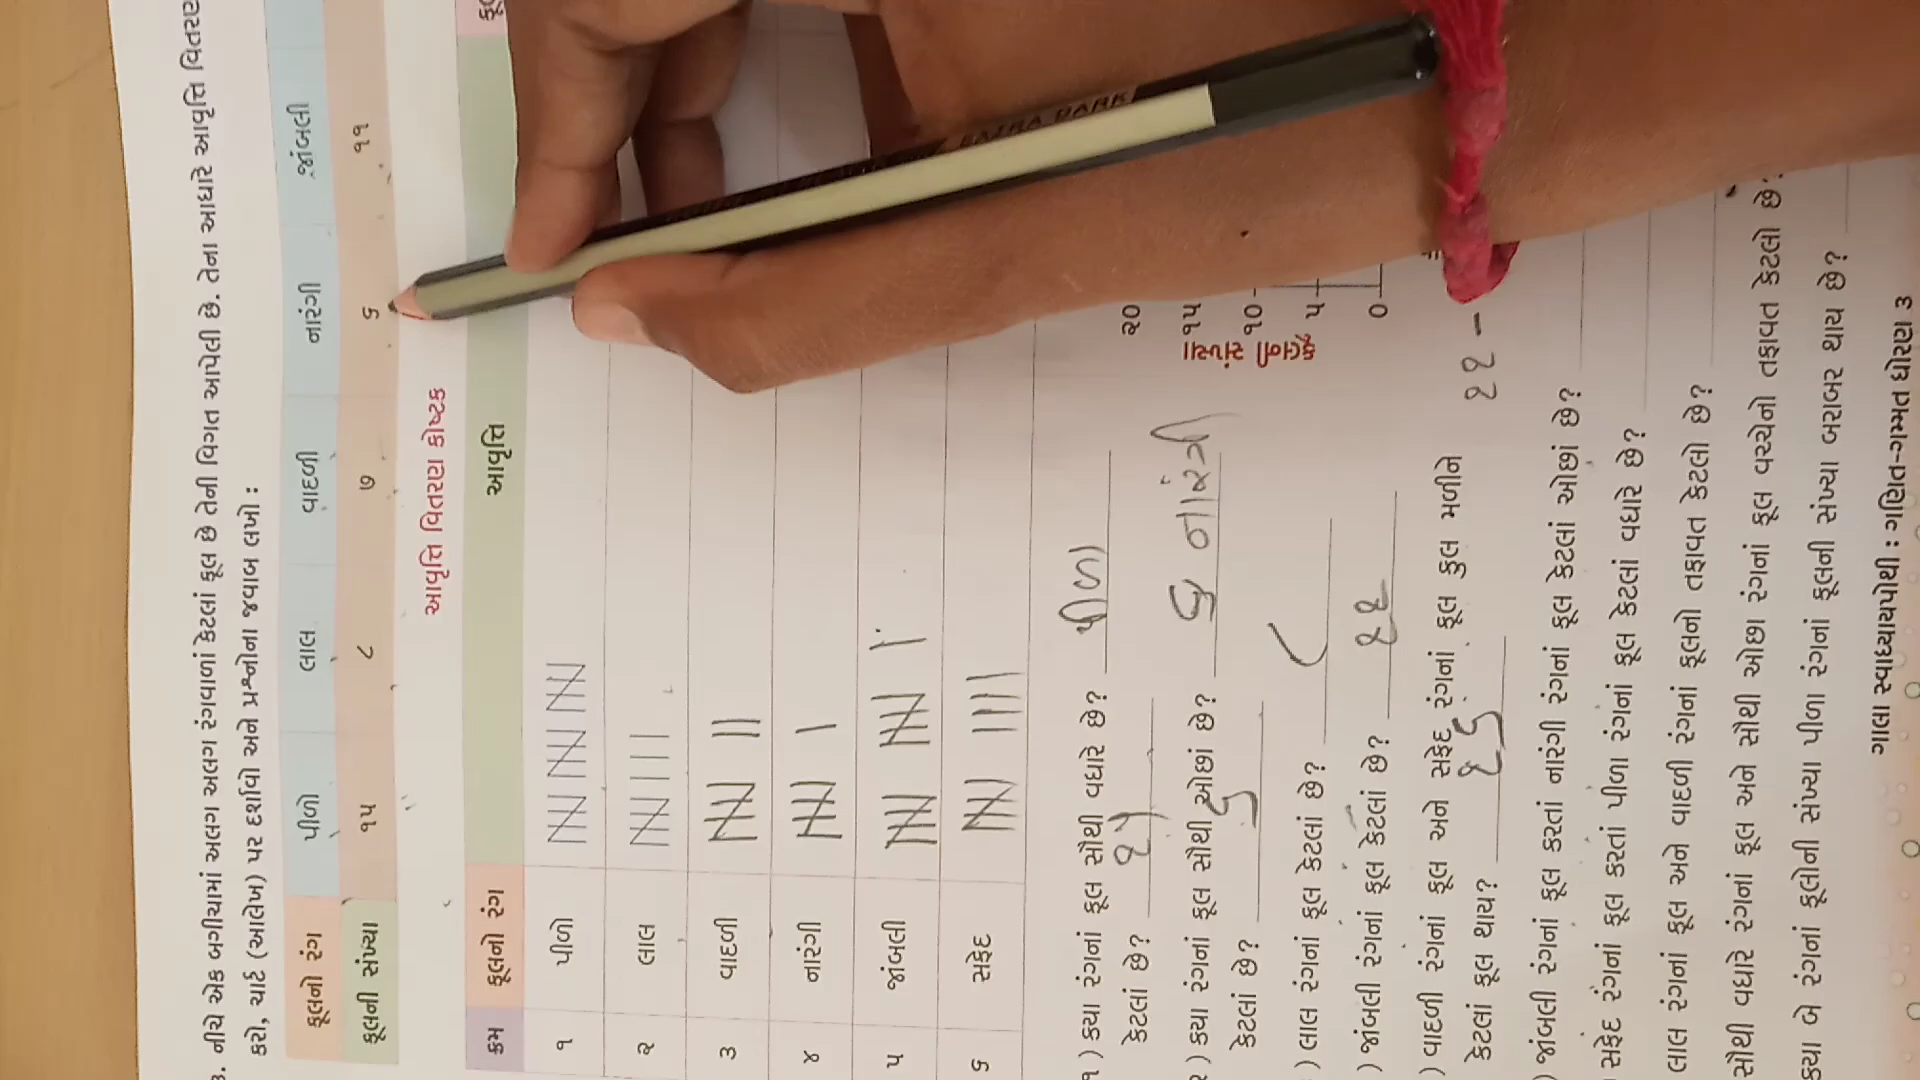 નીચે એક બગીચામાં અલગ અલગ રંગવાળાં કેટલાં ફૂલ છે તેની વિગત આપેલી છે. તેના આધારે આવૃત્તિ વિતરણ
કરો, ચાર્ટ (આલેખ) પર દર્શાવો અને પ્રશ્નોના જવાબ લખો :
ફૂલનો રંગ પીળો લાલ વાદળી નારંગી જાંબલી
ફૂલની સંખ્યા ૧૫ ૮ ૭ ૬ ૧૧
આવૃત્તિ વિતરણ કોષ્ટક
ક્રમ ફૂલનો રંગ આવૃત્તિ
૧ પીળો
૨ લાલ
૩ વાદળી
૪ નારંગી
૫ જાંબલી
૬ સફેદ
૧) કયા રંગનાં ફૂલ સૌથી વધારે છે? પીળા
કેટલાં છે? ૧૫
૨) કયા રંગનાં ફૂલ સૌથી ઓછાં છે? નારંગી
કેટલાં છે? ૬
) લાલ રંગનાં ફૂલ કેટલાં છે? ૮
) જાંબલી રંગનાં ફૂલ કેટલાં છે? ૧૧
) વાદળી રંગનાં ફૂલ અને સફેદ રંગનાં ફૂલ કુલ મળીને
કેટલાં ફૂલ થાય? ૧૬
) જાંબલી રંગનાં ફૂલ કરતાં નારંગી રંગનાં ફૂલ કેટલાં ઓછાં છે?
સફેદ રંગનાં ફૂલ કરતાં પીળા રંગનાં ફૂલ કેટલાં વધારે છે?
લાલ રંગનાં ફૂલ અને વાદળી રંગનાં ફૂલનો તફાવત કેટલો છે?
સૌથી વધારે રંગનાં ફૂલ અને સૌથી ઓછા રંગનાં ફૂલ વચ્ચેનો તફાવત કેટલો છે?
કયા બે રંગનાં ફૂલોની સંખ્યા પીળા રંગનાં ફૂલની સંખ્યા બરાબર થાય છે?
ફૂલની સંખ્યા
૨૦
૧૫
૧૦
૫
0
ગાલા સ્વાધ્યાયપોથી : ગણિત-ગમ્મત ધોરણ ૩